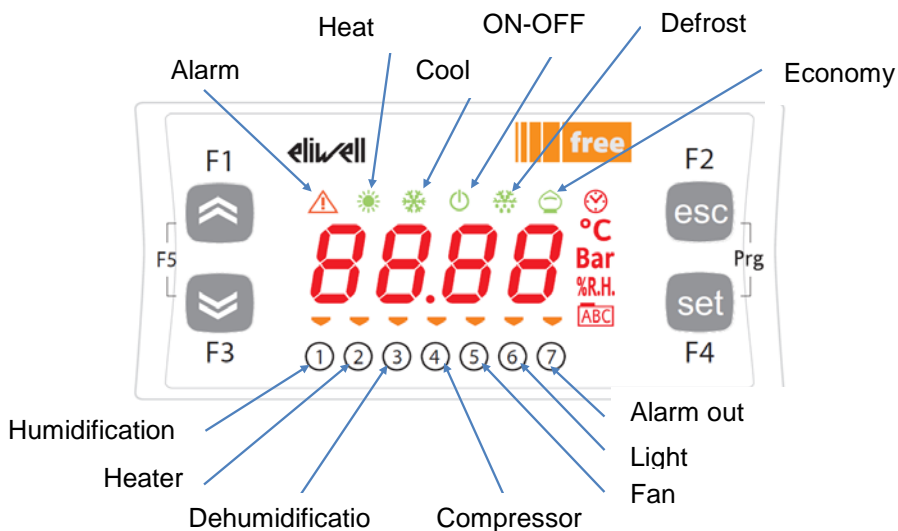 Heat ON-OFF Defrost
Alarm Cool Economy
eliwell free
F1 F2
esc
°C
F5 88.88 Bar Prg
%R.H.
set
ABC
F3 1 2 3 4 5 6 7 F4
Humidification Alarm out
Heater Light
Fan
Dehumidificatio Compressor